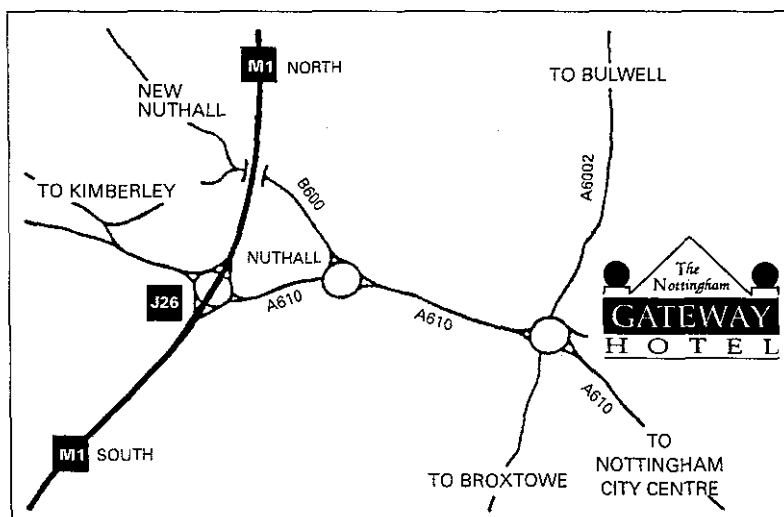 M1 NORTH
NEW
NUTHALL
TO BULWELL
TO KIMBERLEY
B600
A6002
NUTHALL
J26
A610
A610
The
Nottingham
GATEWAY
HOTEL
A610
M1 SOUTH
TO BROXTOWE
TO
NOTTINGHAM
CITY CENTRE